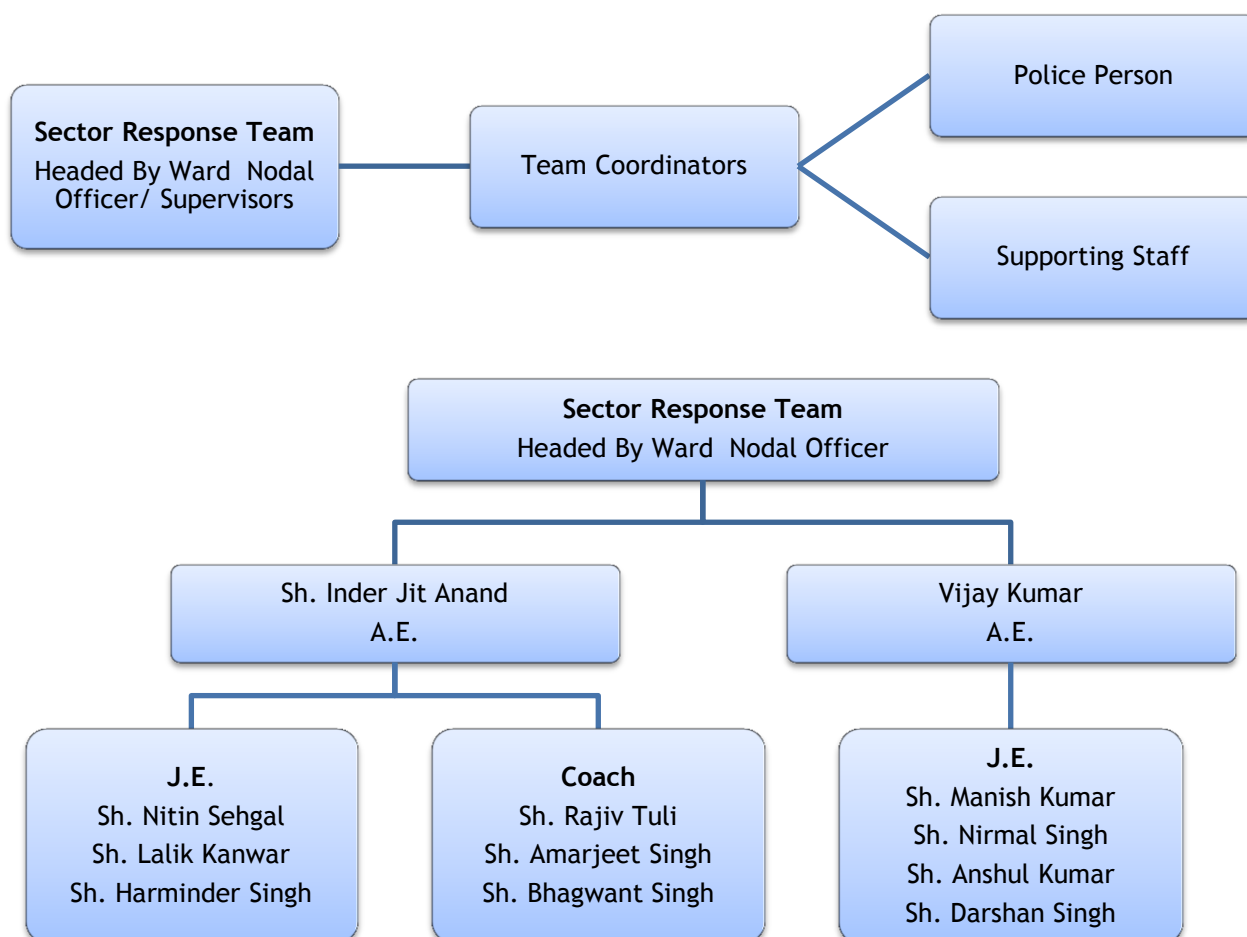 Sector Response Team
Headed By Ward Nodal
Officer/ Supervisors
Team Coordinators
Police Person
Supporting Staff
Sector Response Team
Headed By Ward Nodal Officer
Sh. Inder Jit Anand
A.E.
Vijay Kumar
A.E.
J.E.
Sh. Nitin Sehgal
Sh. Lalik Kanwar
Sh. Harminder Singh
Coach
Sh. Rajiv Tuli
Sh. Amarjeet Singh
Sh. Bhagwant Singh
J.E.
Sh. Manish Kumar
Sh. Nirmal Singh
Sh. Anshul Kumar
Sh. Darshan Singh